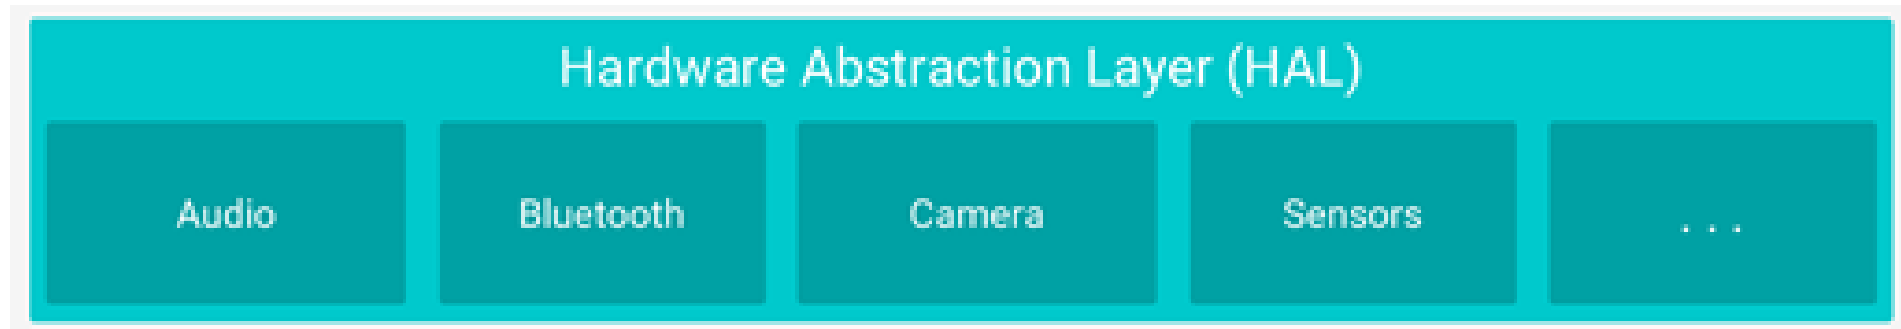 Hardware Abstraction Layer (HAL)
Audio Bluetooth Camera Sensors . . .